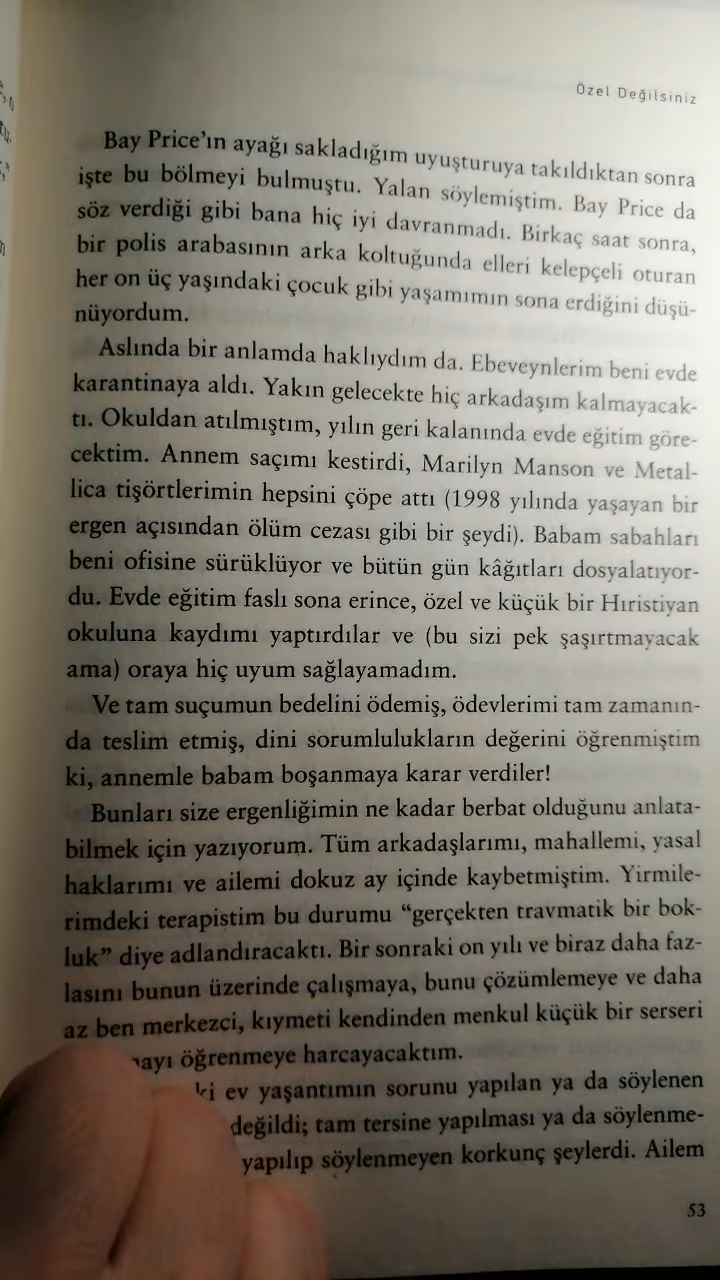 Özel Değilsiniz
Bay Price'ın ayağı sakladığım uyuşturuya takıldıktan sonra
işte bu bölmeyi bulmuştu. Yalan söylemiştim. Bay Price da
söz verdiği gibi bana hiç iyi davranmadı. Birkaç saat sonra,
bir polis arabasının arka koltuğunda elleri kelepçeli oturan
her on üç yaşındaki çocuk gibi yaşamımın sona erdiğini düşü-
nüyordum.
Aslında bir anlamda haklıydım da. Ebeveynlerim beni evde
karantinaya aldı. Yakın gelecekte hiç arkadaşım kalmayacak-
tı. Okuldan atılmıştım, yılın geri kalanında evde eğitim göre-
cektim. Annem saçımı kestirdi, Marilyn Manson ve Metal-
lica tişörtlerimin hepsini çöpe attı (1998 yılında yaşayan bir
ergen açısından ölüm cezası gibi bir şeydi). Babam sabahları
beni ofisine sürüklüyor ve bütün gün kâğıtları dosyalatıyor-
du. Evde eğitim faslı sona erince, özel ve küçük bir Hıristiyan
okuluna kaydımı yaptırdılar ve (bu sizi pek şaşırtmayacak
ama) oraya hiç uyum sağlayamadım.
Ve tam suçumun bedelini ödemiş, ödevlerimi tam zamanın-
da teslim etmiş, dini sorumlulukların değerini öğrenmiştim
ki, annemle babam boşanmaya karar verdiler!
Bunları size ergenliğimin ne kadar berbat olduğunu anlata-
bilmek için yazıyorum. Tüm arkadaşlarımı, mahallemi, yasal
haklarımı ve ailemi dokuz ay içinde kaybetmiştim. Yirmile-
rimdeki terapistim bu durumu “gerçekten travmatik bir bok-
luk” diye adlandıracaktı. Bir sonraki on yılı ve biraz daha faz-
lasını bunun üzerinde çalışmaya, bunu çözümlemeye ve daha
az ben merkezci, kıymeti kendinden menkul küçük bir serseri
öğrenmeye harcayacaktım.
ev yaşantımın sorunu yapılan ya da söylenen
değildi; tam tersine yapılması ya da söylenme-
yapılıp söylenmeyen korkunç şeylerdi. Ailem
53